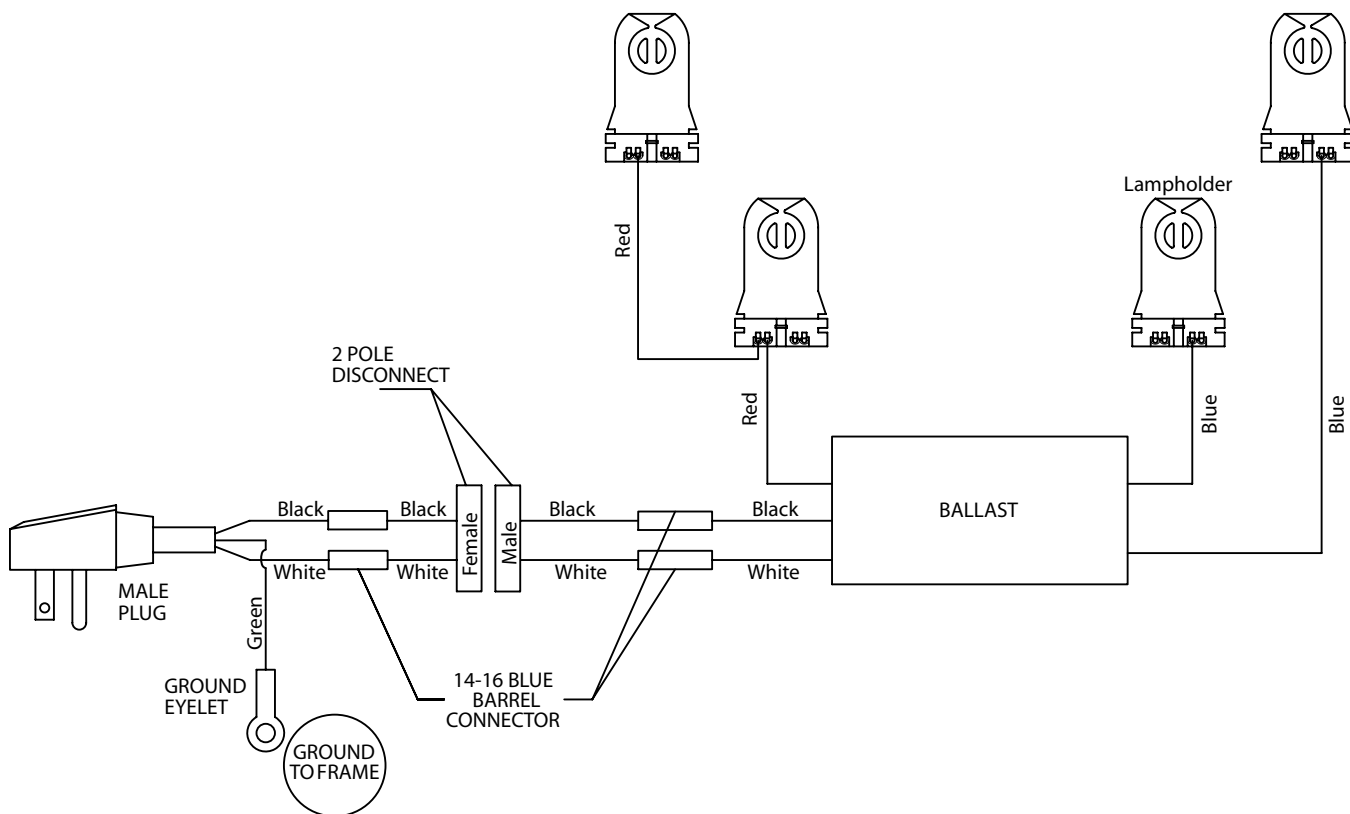 Lampholder
Red
2 POLE
DISCONNECT
Red
Blue
Blue
Black
Black
Female
Male
Black
Black
BALLAST
White
White
White
White
MALE
PLUG
Green
GROUND
EYELET
14-16 BLUE
BARREL
CONNECTOR
GROUND
TO FRAME